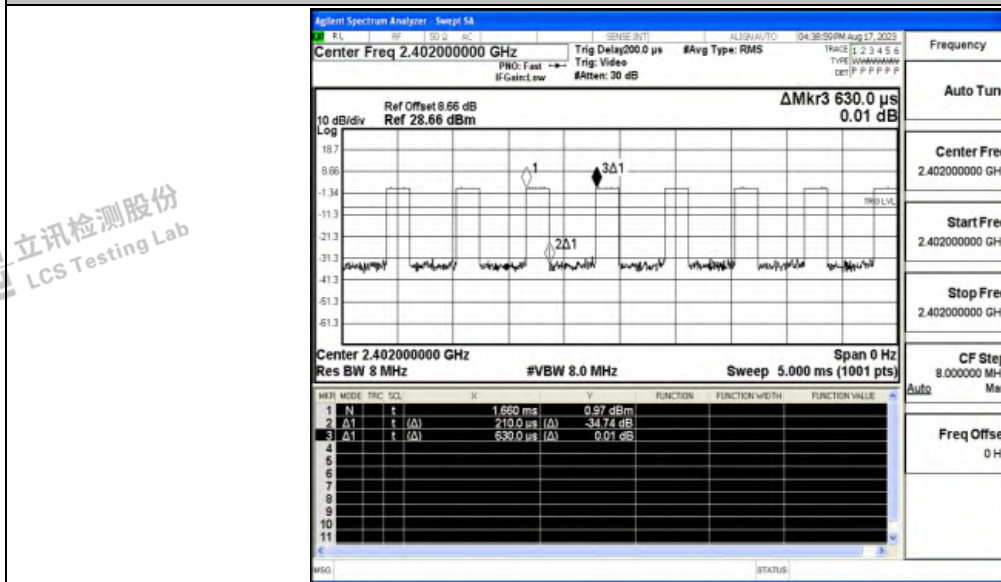 Agilent Spectrum Analyzer - Swept SA
RL RF 50 Ω AC SENSE:INT ALIGN AUTO 04:38:59 PM Aug 17, 2023
Center Freq 2.402000000 GHz
PNO: Fast
IFGain:Low
Trig Delay200.0 µs
Trig: Video
#Atten: 30 dB
#Avg Type: RMS
TRACE 1 2 3 4 5 6
TYPE
DET P P P P P P
Frequency
Auto Tun
ΔMkr3 630.0 µs
0.01 dB
Ref Offset 8.66 dB
10 dB/div Ref 28.66 dBm
Log
18.7
8.66
-1.34
-11.3
-21.3
-31.3
-41.3
-51.3
-61.3
1
3Δ1
2Δ1
TRIG LVL
Center Fre
2.402000000 GH
Start Fre
2.402000000 GH
Stop Fre
2.402000000 GH
Center 2.402000000 GHz Span 0 Hz
Res BW 8 MHz #VBW 8.0 MHz Sweep 5.000 ms (1001 pts)
CF Step
8.000000 MH
Auto Ma
MKR MODE TRC SCL X Y FUNCTION FUNCTION WIDTH FUNCTION VALUE
1 N t 1.660 ms 0.97 dBm
2 Δ1 t (Δ) 210.0 µs (Δ) -34.74 dB
3 Δ1 t (Δ) 630.0 µs (Δ) 0.01 dB
4
5
6
7
8
9
10
11
Freq Offse
0 H
MSG STATUS
立讯检测股份
LCS Testing Lab